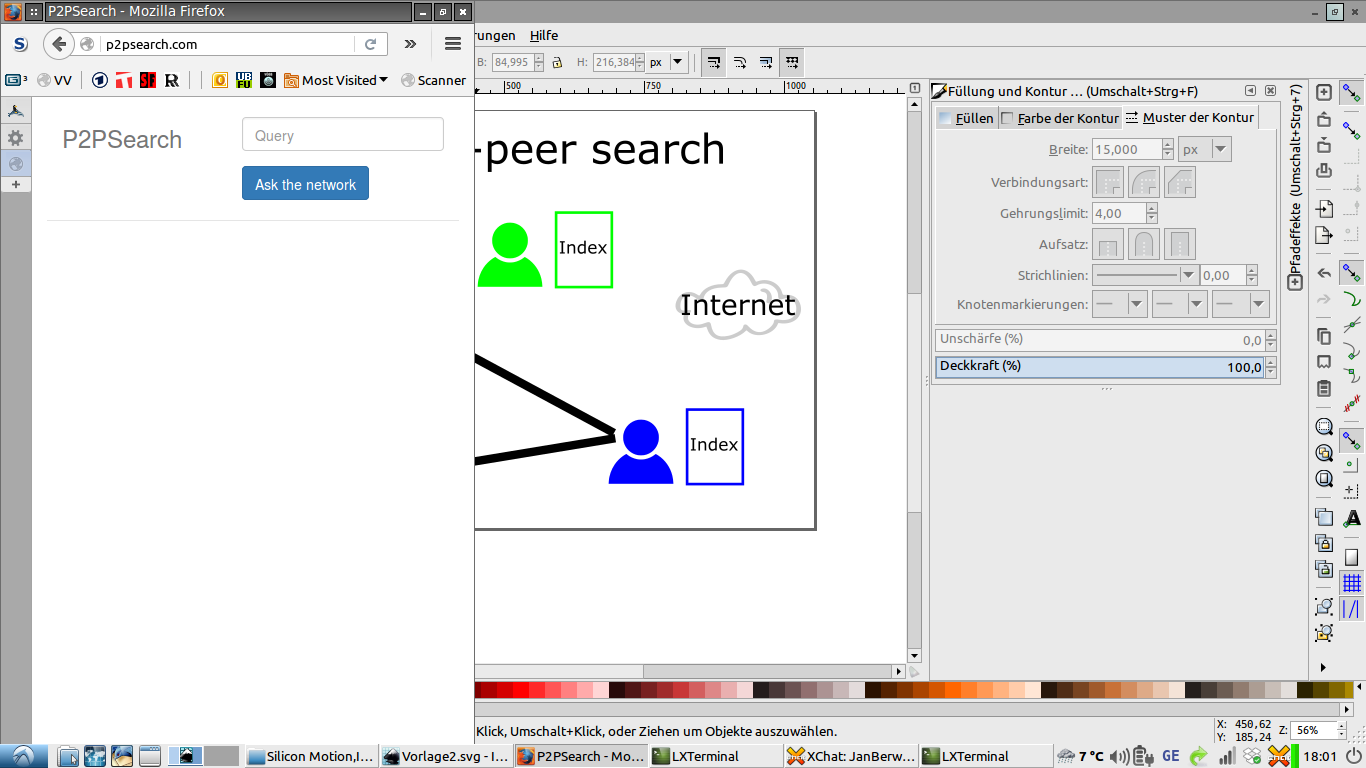 P2PSearch - Mozilla Firefox
p2psearch.com
VV
Most Visited
Scanner
P2PSearch
Query
Ask the network
rungen Hilfe
B: 84,995 H: 216,384 px
500 750 1000
-peer search
Index
Internet
Index
Füllung und Kontur ... (Umschalt+Strg+F)
Füllen Farbe der Kontur Muster der Kontur
Breite: 15,000 px
Verbindungsart:
Gehrungslimit: 4,00
Aufsatz:
Strichlinien: 0,00
Knotenmarkierungen:
Unschärfe (%) 0,0
Deckkraft (%) 100,0
Pfadeffekte (Umschalt+Strg+7)
Klick, Umschalt+Klick, oder Ziehen um Objekte auszuwählen.
X: 450,62
Y: 185,24
Z: 56%
Silicon Motion,I...
Vorlage2.svg - I...
P2PSearch - Mo...
LXTerminal
XChat: JanBerw...
LXTerminal
7 °C
GE
18:01